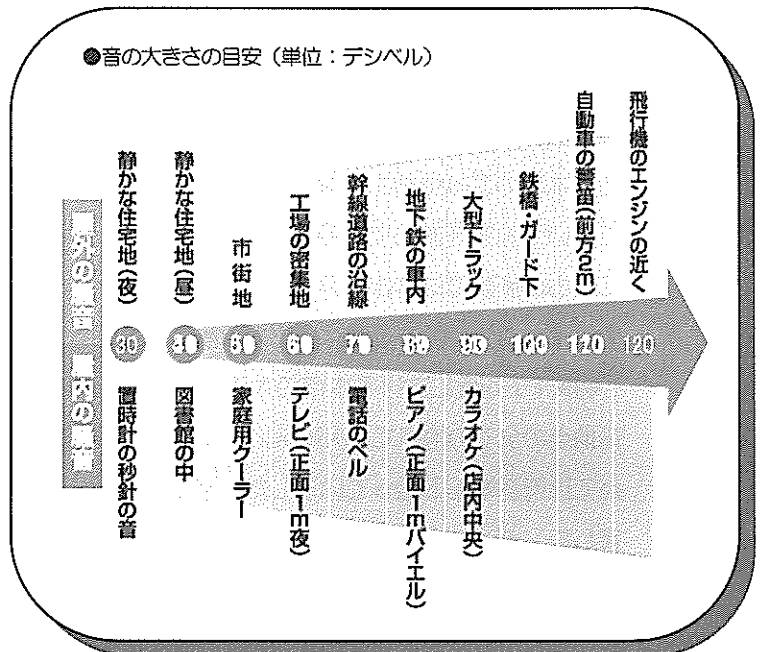 ●音の大きさの目安（単位：デシベル）
屋外の騒音
静かな住宅地（夜）
静かな住宅地（昼）
市街地
工場の密集地
幹線道路の沿線
地下鉄の車内
大型トラック
鉄橋・ガード下
自動車の警笛（前方2m）
飛行機のエンジンの近く
30 40 50 60 70 80 90 100 110 120
屋内の騒音
置時計の秒針の音
図書館の中
家庭用クーラー
テレビ（正面1m夜）
電話のベル
ピアノ（正面1mバイエル）
カラオケ（店内中央）